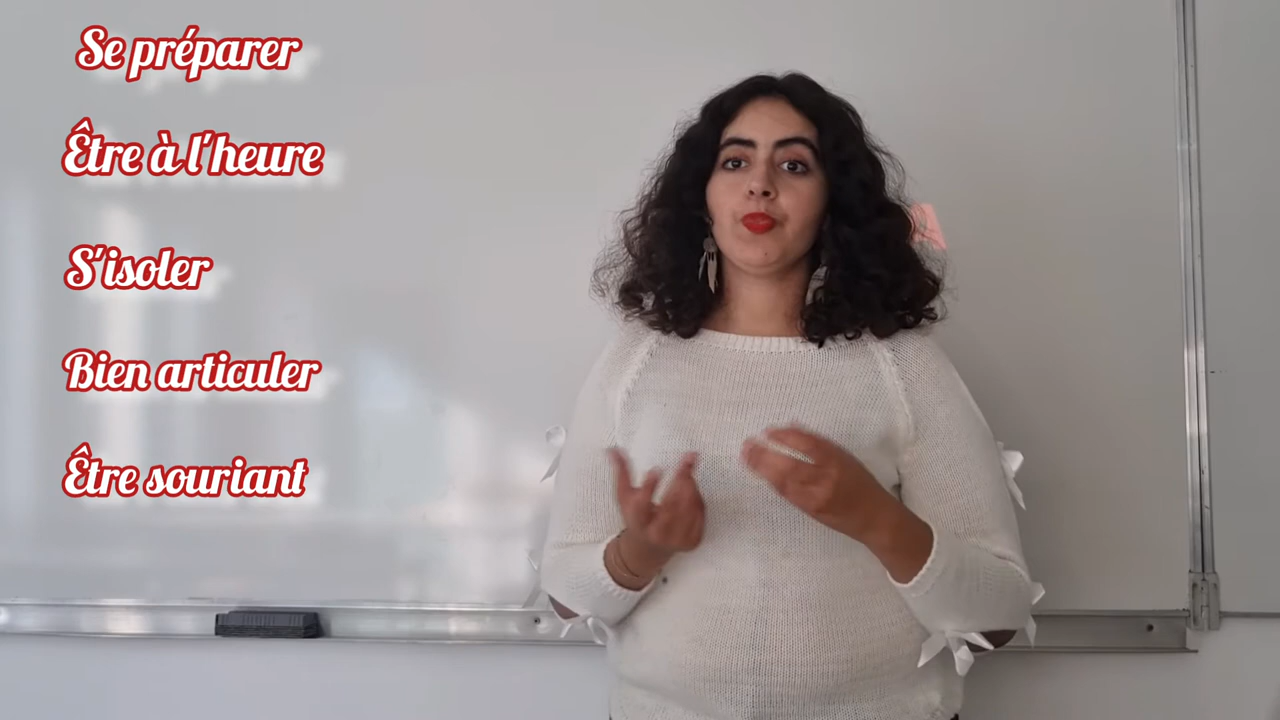 Se préparer
Être à l'heure
S'isoler
Bien articuler
Être souriant